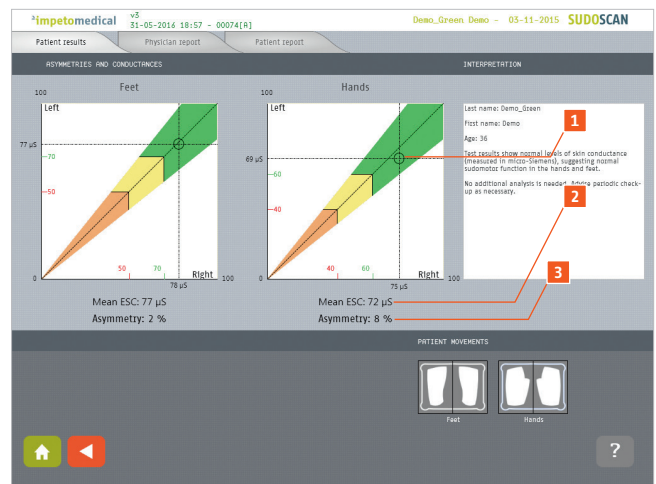 impetomedical
v3
31-05-2016 18:57 - 00074[A]
Demo_Green Demo - 03-11-2015
SUDOSCAN
Patient results
Physician report
Patient report
ASYMMETRIES AND CONDUCTANCES
INTERPRETATION
Feet
100
Left
77 µS
70
50
0
50
70
Right
100
78 µS
Mean ESC: 77 µS
Asymmetry: 2 %
Hands
100
Left
69 µS
60
40
0
40
60
Right
100
75 µS
Mean ESC: 72 µS
Asymmetry: 8 %
Last name: Demo_Green
First name: Demo
Age: 36
Test results show normal levels of skin conductance
(measured in micro-Siemens), suggesting normal
sudomotor function in the hands and feet.
No additional analysis is needed. Advise periodic check-
up as necessary.
1
2
3
PATIENT MOVEMENTS
Feet
Hands
?